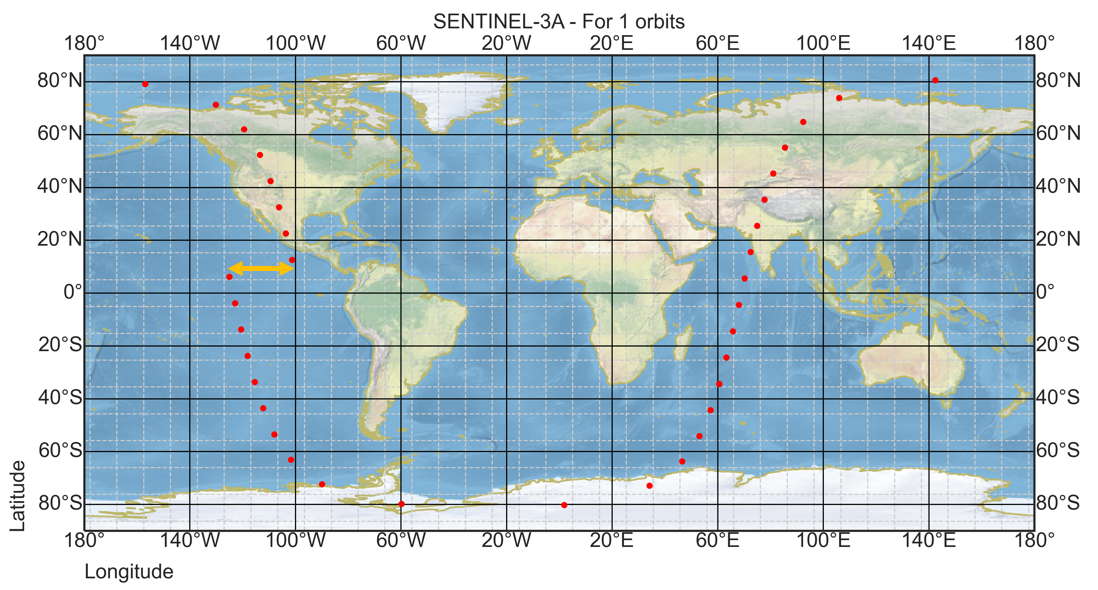 SENTINEL-3A - For 1 orbits
180° 140°W 100°W 60°W 20°W 20°E 60°E 100°E 140°E 180°
80°N 80°N
60°N 60°N
40°N 40°N
20°N 20°N
0° 0°
20°S 20°S
40°S 40°S
60°S 60°S
80°S 80°S
Latitude
180° 140°W 100°W 60°W 20°W 20°E 60°E 100°E 140°E 180°
Longitude